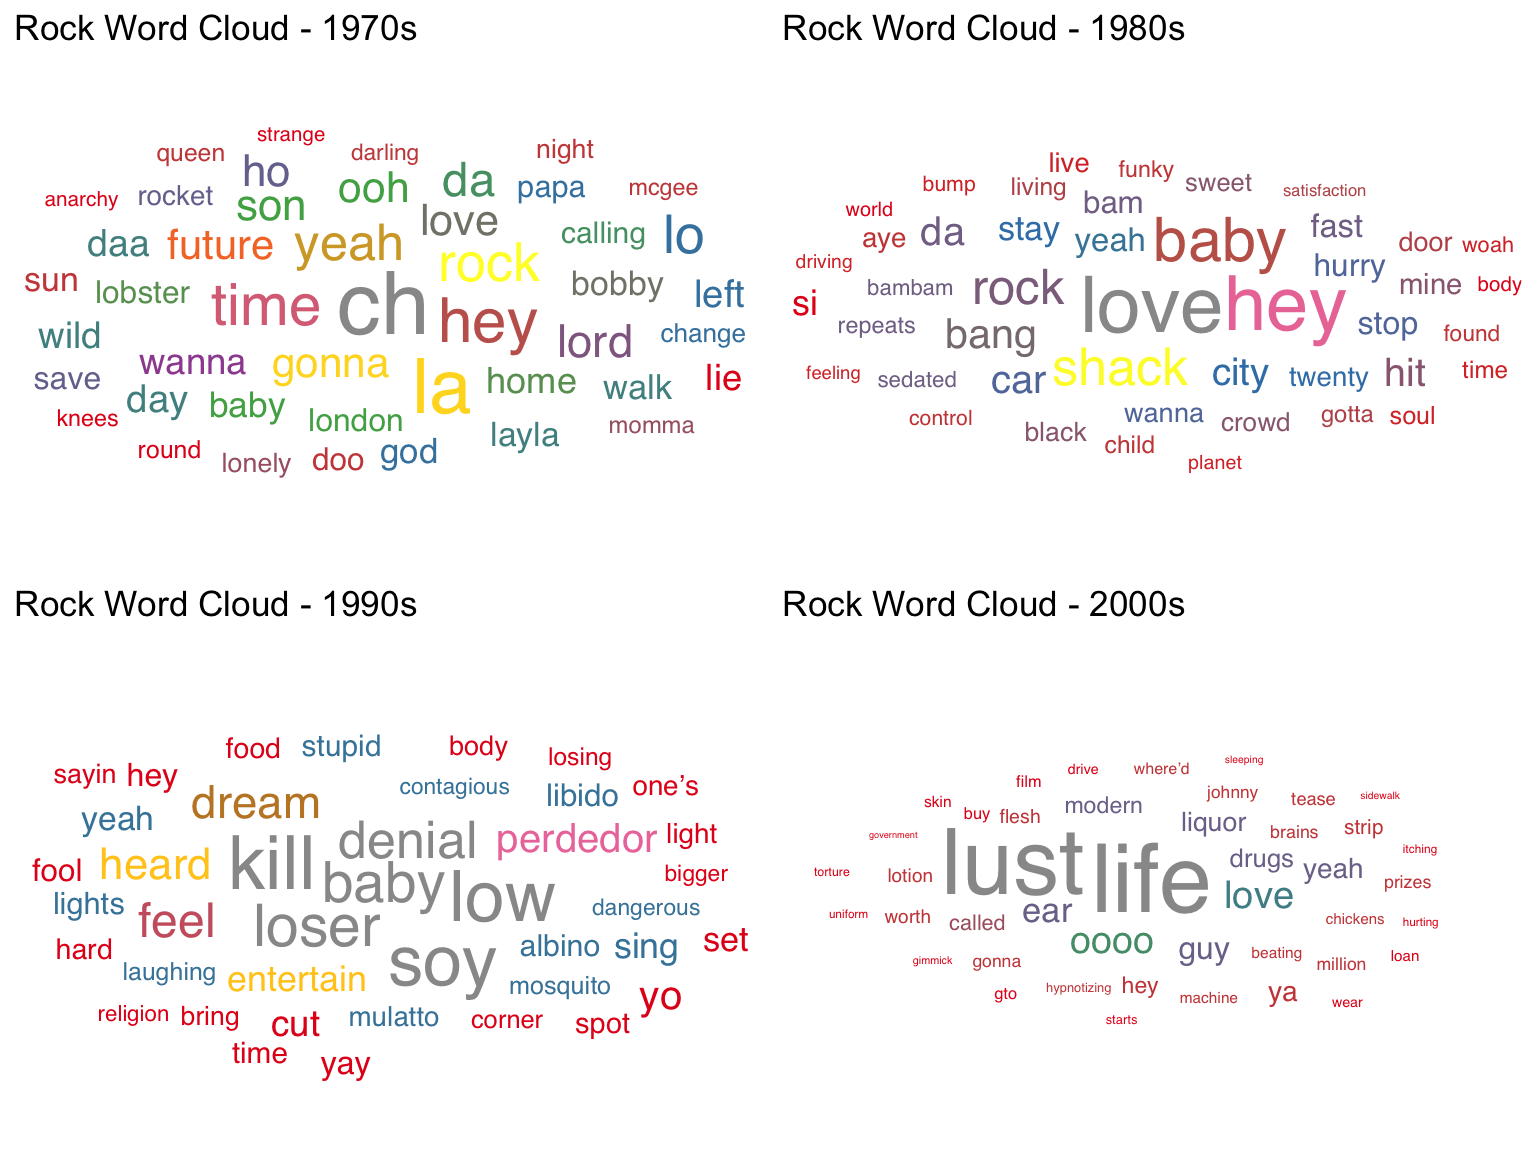 Rock Word Cloud - 1970s
strange
queen darling night
ho ooh da papa mcgee
anarchy rocket son love
daa future yeah rock calling lo
sun lobster time ch hey bobby left
wild lord change
save wanna gonna la home walk lie
knees day baby london layla momma
round lonely doo god
Rock Word Cloud - 1980s
live funky
bump living sweet satisfaction
world bam fast
aye da stay yeah baby door woah
driving hurry
si bambam rock love hey mine body
repeats bang stop found
feeling sedated car shack city twenty hit time
control wanna crowd gotta soul
black child
planet
Rock Word Cloud - 1990s
food stupid body losing
sayin hey contagious libido one's
yeah dream
fool heard kill denial perdedor light
baby bigger
lights feel loser low dangerous
hard albino sing set
laughing entertain soy mosquito yo
religion bring cut mulatto corner spot
time yay
Rock Word Cloud - 2000s
sleeping
film drive where'd
skin buy flesh modern johnny tease sidewalk
government liquor brains strip
lust life drugs yeah itching
torture lotion love prizes
uniform worth called ear chickens hurting
oooo guy
gimmick gonna beating million loan
gto hypnotizing hey machine ya wear
starts